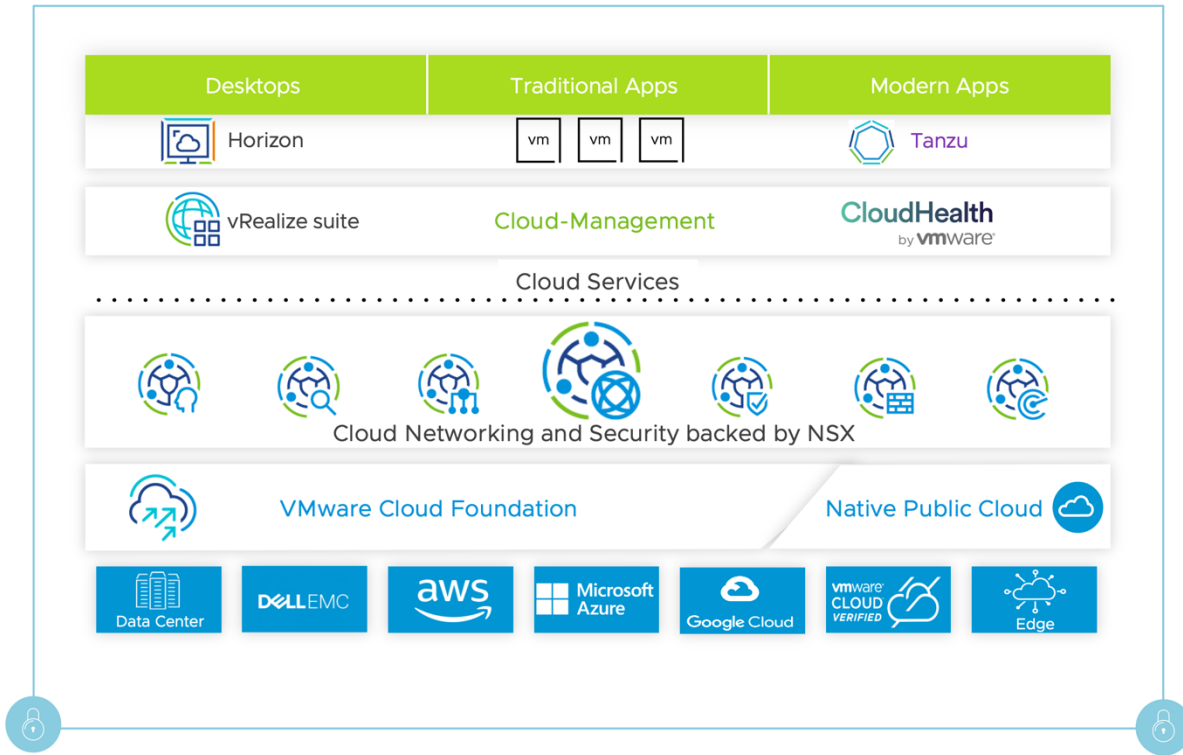 Desktops
Traditional Apps
Modern Apps
Horizon
vm
vm
vm
Tanzu
vRealize suite
Cloud-Management
CloudHealth
by vmware®
Cloud Services
Cloud Networking and Security backed by NSX
VMware Cloud Foundation
Native Public Cloud
Data Center
DELLEMC
aws
Microsoft
Azure
Google Cloud
vmware®
CLOUD
VERIFIED
Edge